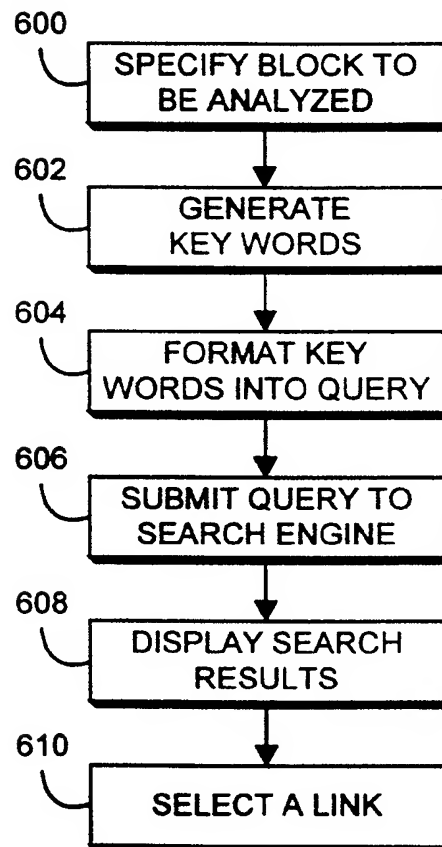 600
SPECIFY BLOCK TO
BE ANALYZED
602
GENERATE
KEY WORDS
604
FORMAT KEY
WORDS INTO QUERY
606
SUBMIT QUERY TO
SEARCH ENGINE
608
DISPLAY SEARCH
RESULTS
610
SELECT A LINK